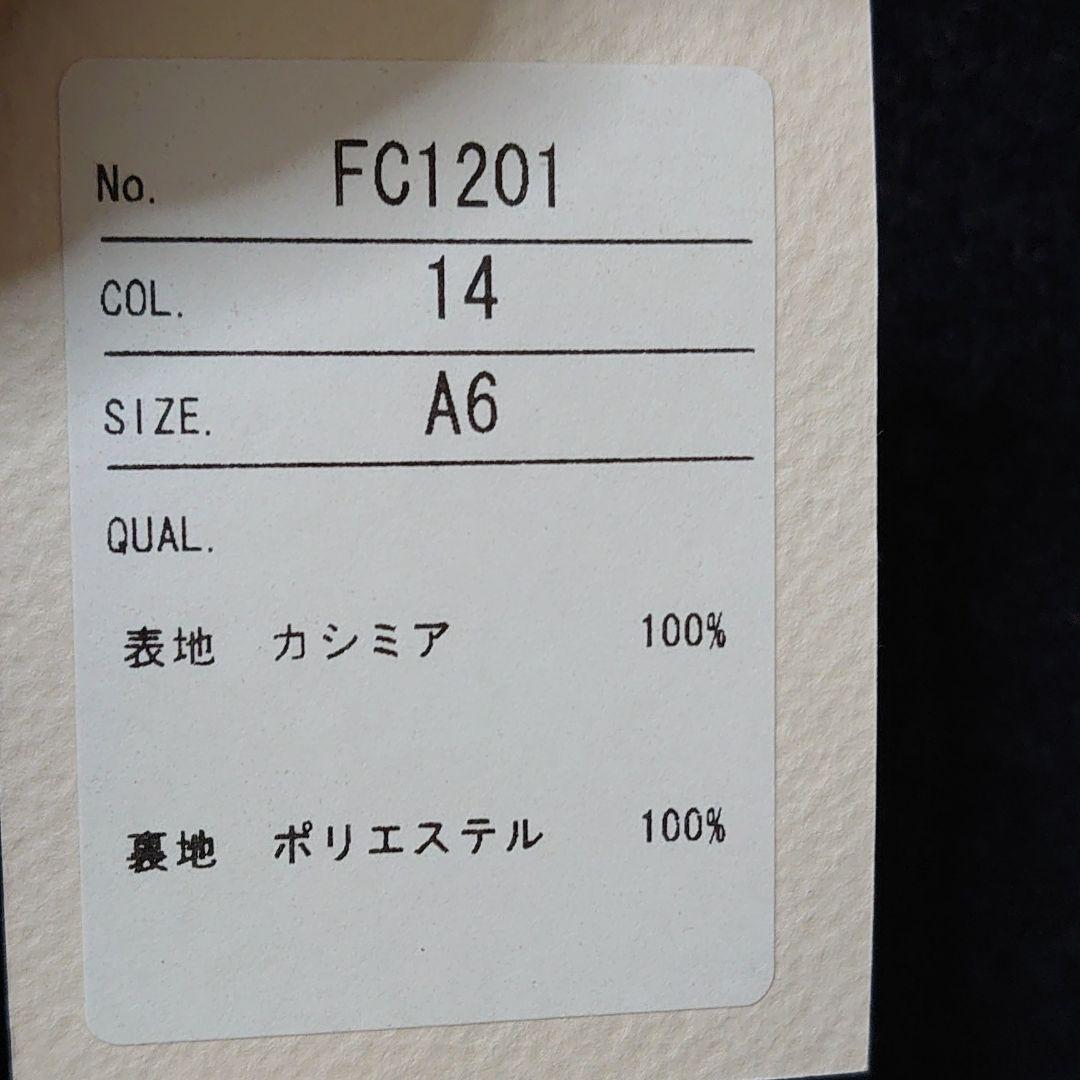 No. FC1201
COL. 14
SIZE. A6
QUAL.
表地 カシミア 100%
裏地 ポリエステル 100%